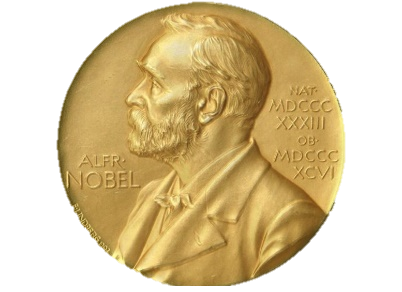 ALFR·
NOBEL
NAT·
MDCCC
XXXIII
OB·
MDCCC
XCVI